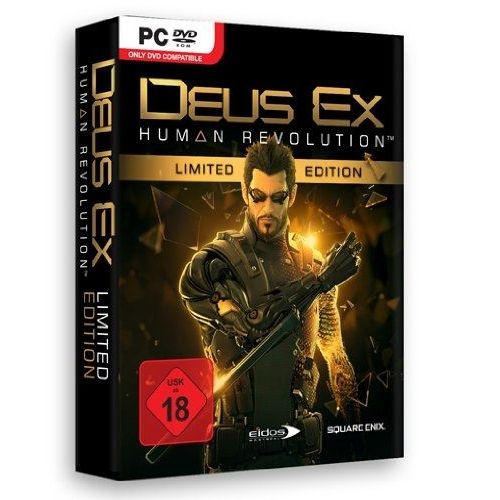 PC DVD
ROM
ONLY DVD COMPATIBLE
DEUS EX
HUMAN REVOLUTION™
LIMITED EDITION
USK
ab
18
eidos
MONTREAL
SQUARE ENIX.
DEUS EX
HUMAN REVOLUTION™
LIMITED
EDITION